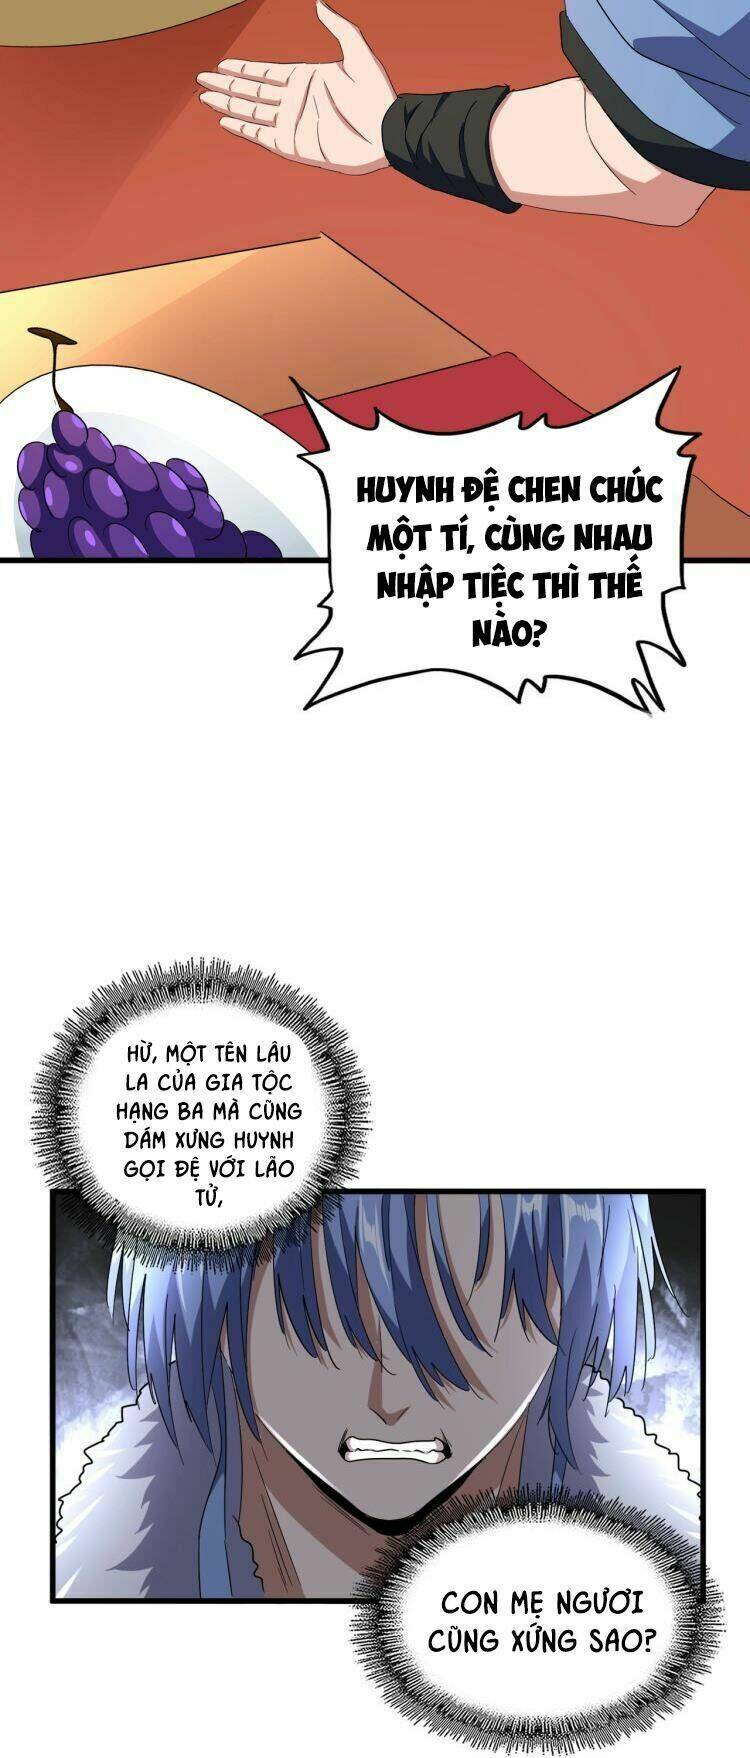 HUYNH ĐỆ CHEN CHÚC
MỘT TÍ, CÙNG NHAU
NHẬP TIỆC THÌ THẾ
NÀO?
HỪ, MỘT TÊN LÂU
LA CỦA GIA TỘC
HẠNG BA MÀ CŨNG
DÁM XƯNG HUYNH
GỌI ĐỆ VỚI LÃO
TỬ,
CON MẸ NGƯƠI
CŨNG XỨNG SAO?